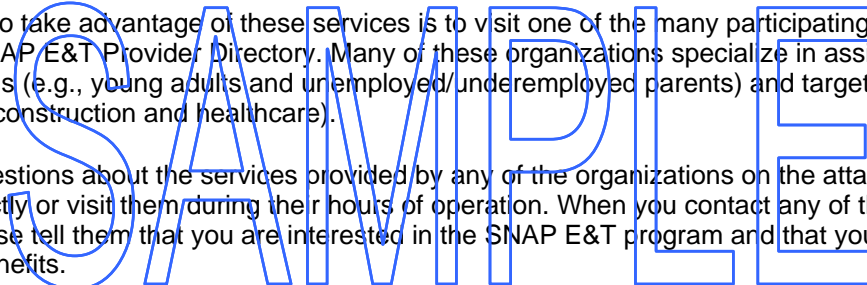 o take advantage of these services is to visit one of the many participating
AP E&T Provider Directory. Many of these organizations specialize in ass
s (e.g., young adults and unemployed/underemployed parents) and target
construction and healthcare).
estions about the services provided by any of the organizations on the atta
ctly or visit them during their hours of operation. When you contact any of t
se tell them that you are interested in the SNAP E&T program and that you
nefits.
SAMPLE